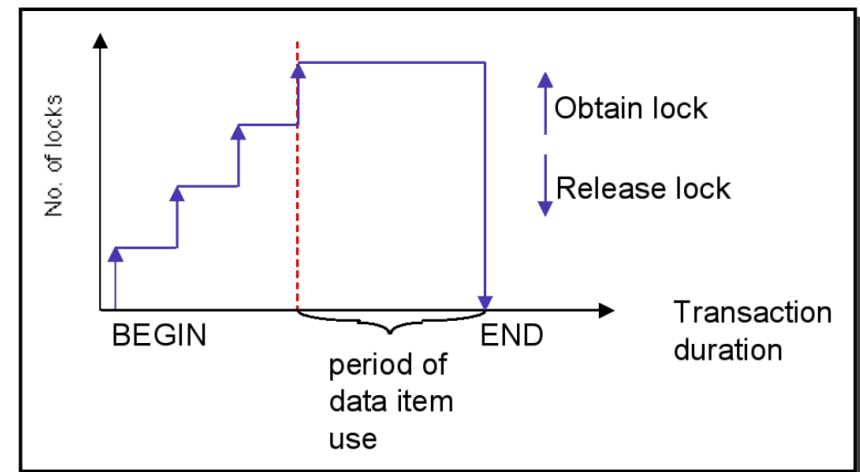 No. of locks
Obtain lock
Release lock
BEGIN
END
Transaction
duration
period of
data item
use